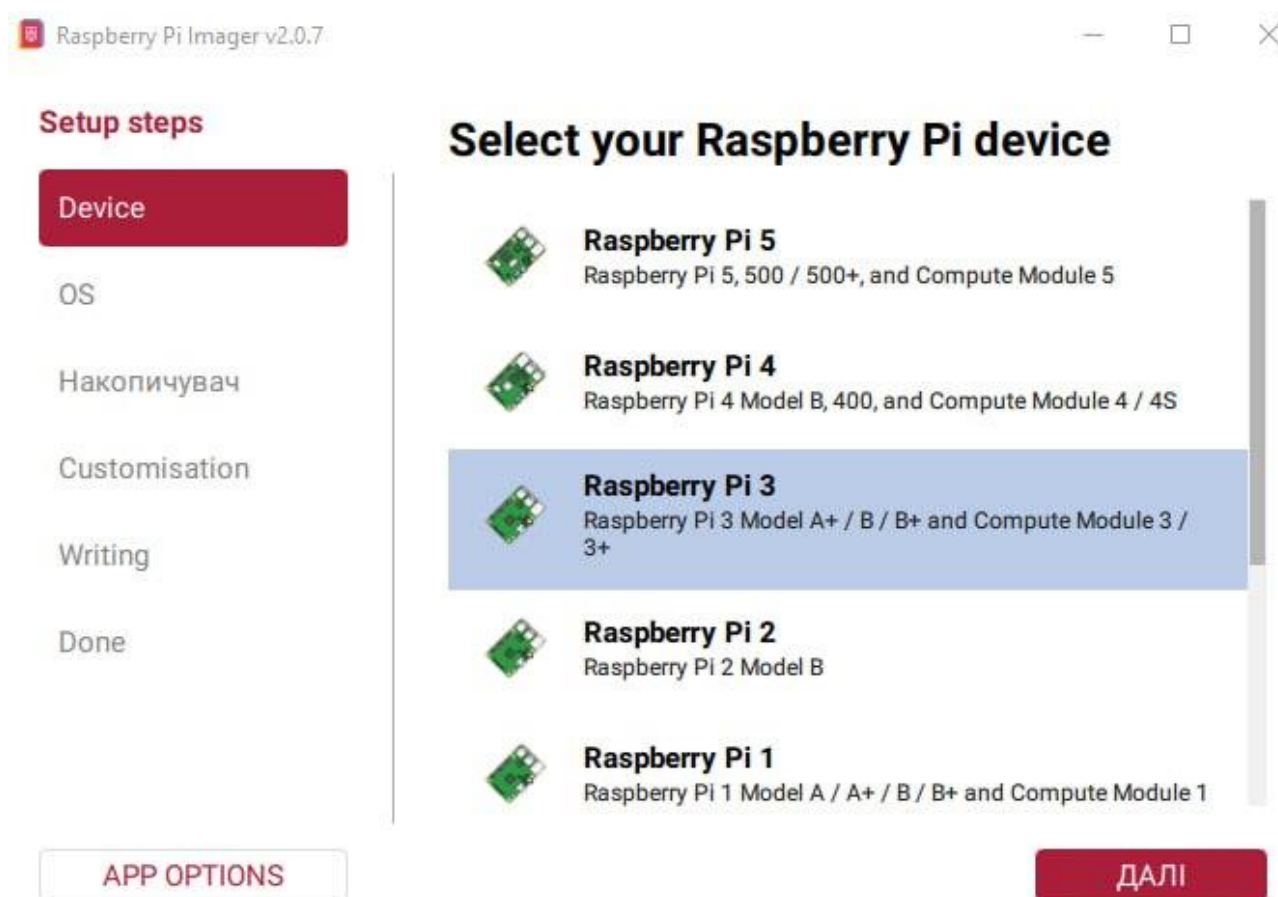 Raspberry Pi Imager v2.0.7
Setup steps
Device
OS
Накопичувач
Customisation
Writing
Done
APP OPTIONS
Select your Raspberry Pi device
Raspberry Pi 5
Raspberry Pi 5, 500 / 500+, and Compute Module 5
Raspberry Pi 4
Raspberry Pi 4 Model B, 400, and Compute Module 4 / 4S
Raspberry Pi 3
Raspberry Pi 3 Model A+ / B / B+ and Compute Module 3 /
3+
Raspberry Pi 2
Raspberry Pi 2 Model B
Raspberry Pi 1
Raspberry Pi 1 Model A / A+ / B / B+ and Compute Module 1
ДАЛІ